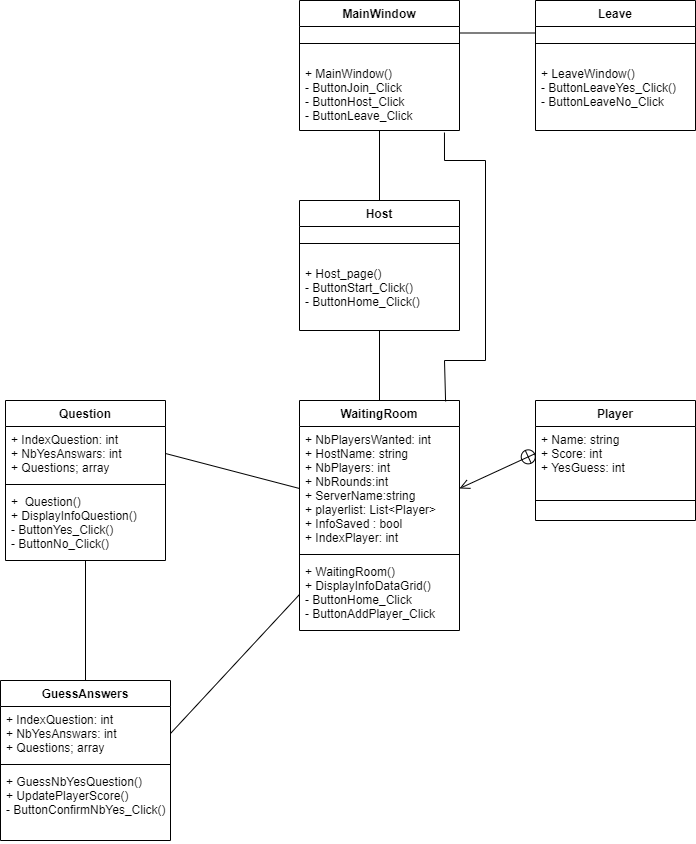 MainWindow
+ MainWindow()
- ButtonJoin_Click
- ButtonHost_Click
- ButtonLeave_Click
Leave
+ LeaveWindow()
- ButtonLeaveYes_Click()
- ButtonLeaveNo_Click
Host
+ Host_page()
- ButtonStart_Click()
- ButtonHome_Click()
Question
+ IndexQuestion: int
+ NbYesAnswars: int
+ Questions; array
+  Question()
+ DisplayInfoQuestion()
- ButtonYes_Click()
- ButtonNo_Click()
WaitingRoom
+ NbPlayersWanted: int
+ HostName: string
+ NbPlayers: int
+ NbRounds:int
+ ServerName:string
+ playerlist: List<Player>
+ InfoSaved : bool
+ IndexPlayer: int
+ WaitingRoom()
+ DisplayInfoDataGrid()
- ButtonHome_Click
- ButtonAddPlayer_Click
Player
+ Name: string
+ Score: int
+ YesGuess: int
GuessAnswers
+ IndexQuestion: int
+ NbYesAnswars: int
+ Questions; array
+ GuessNbYesQuestion()
+ UpdatePlayerScore()
- ButtonConfirmNbYes_Click()